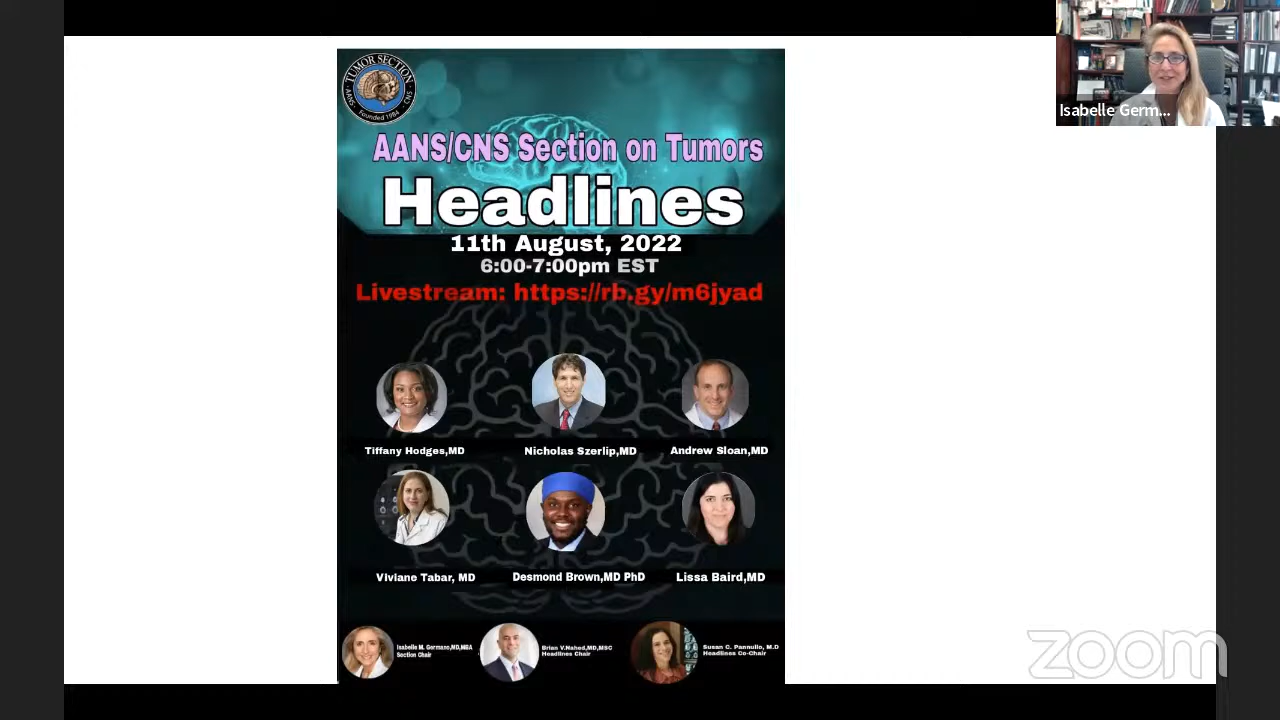 Isabelle Germ...
TUMOR SECTION
AANS
CNS
Founded 1984
AANS/CNS Section on Tumors
Headlines
11th August, 2022
6:00-7:00pm EST
Livestream: https://rb.gy/m6jyad
Tiffany Hodges,MD
Nicholas Szerlip,MD
Andrew Sloan,MD
Viviane Tabar, MD
Desmond Brown,MD PhD
Lissa Baird,MD
Isabelle M. Germano,MD,MBA
Section Chair
Brian V.Nahed,MD,MSC
Headlines Chair
Susan C. Pannullo, M.D
Headlines Co-Chair
zoom